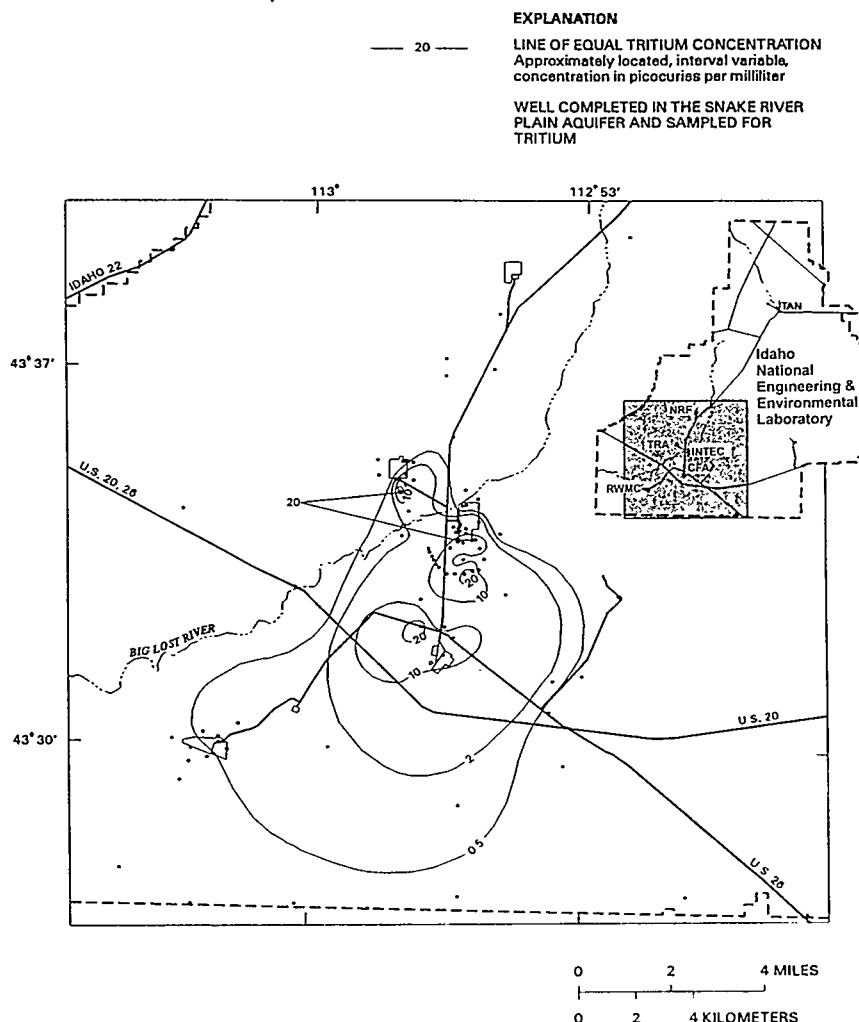 EXPLANATION
20
LINE OF EQUAL TRITIUM CONCENTRATION
Approximately located, interval variable,
concentration in picocuries per milliliter
WELL COMPLETED IN THE SNAKE RIVER
PLAIN AQUIFER AND SAMPLED FOR
TRITIUM
113°
112°53'
IDAHO 22
TAN
43°37'
Idaho
National
Engineering &
Environmental
Laboratory
NRF
TRA
INTEC
CFA
RWMC
U.S. 20, 26
20
10
20
10
BIG LOST RIVER
20
10
43°30'
U.S. 20
2
0.5
U S 26
0 2 4 MILES
0 2 4 KILOMETERS